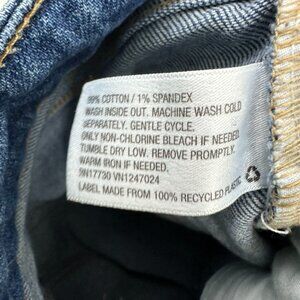 99% COTTON / 1% SPANDEX
WASH INSIDE OUT. MACHINE WASH COLD
SEPARATELY. GENTLE CYCLE.
ONLY NON-CHLORINE BLEACH IF NEEDED.
TUMBLE DRY LOW. REMOVE PROMPTLY.
WARM IRON IF NEEDED.
RN17730 VN1247024
LABEL MADE FROM 100% RECYCLED PLASTIC